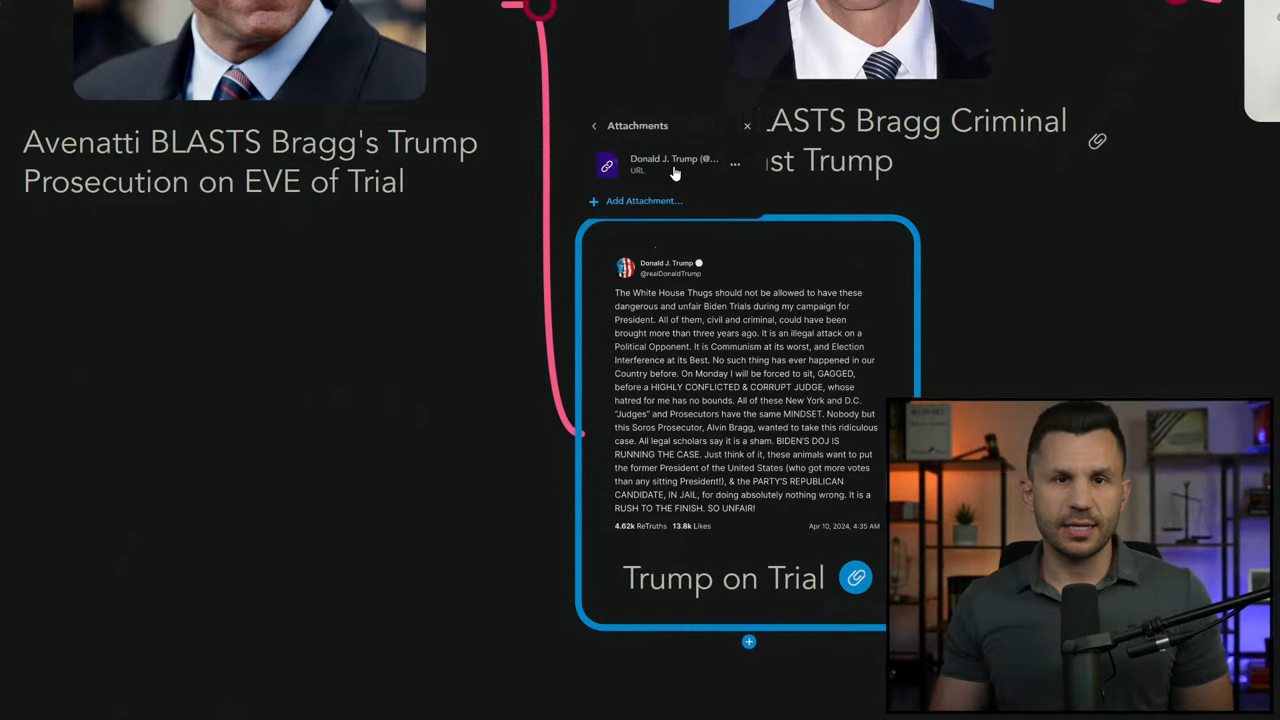 Avenatti BLASTS Bragg's Trump
Prosecution on EVE of Trial
Attachments
Donald J. Trump (@...
URL
Add Attachment...
LASTS Bragg Criminal
st Trump
Donald J. Trump
@realDonaldTrump
The White House Thugs should not be allowed to have these
dangerous and unfair Biden Trials during my campaign for
President. All of them, civil and criminal, could have been
brought more than three years ago. It is an illegal attack on a
Political Opponent. It is Communism at its worst, and Election
Interference at its Best. No such thing has ever happened in our
Country before. On Monday I will be forced to sit, GAGGED,
before a HIGHLY CONFLICTED & CORRUPT JUDGE, whose
hatred for me has no bounds. All of these New York and D.C.
"Judges" and Prosecutors have the same MINDSET. Nobody but
this Soros Prosecutor, Alvin Bragg, wanted to take this ridiculous
case. All legal scholars say it is a sham. BIDEN'S DOJ IS
RUNNING THE CASE. Just think of it, these animals want to put
the former President of the United States (who got more votes
than any sitting President!), & the PARTY'S REPUBLICAN
CANDIDATE, IN JAIL, for doing absolutely nothing wrong. It is a
RUSH TO THE FINISH. SO UNFAIR!
4.62k ReTruths 13.8k Likes Apr 10, 2024, 4:35 AM
Trump on Trial